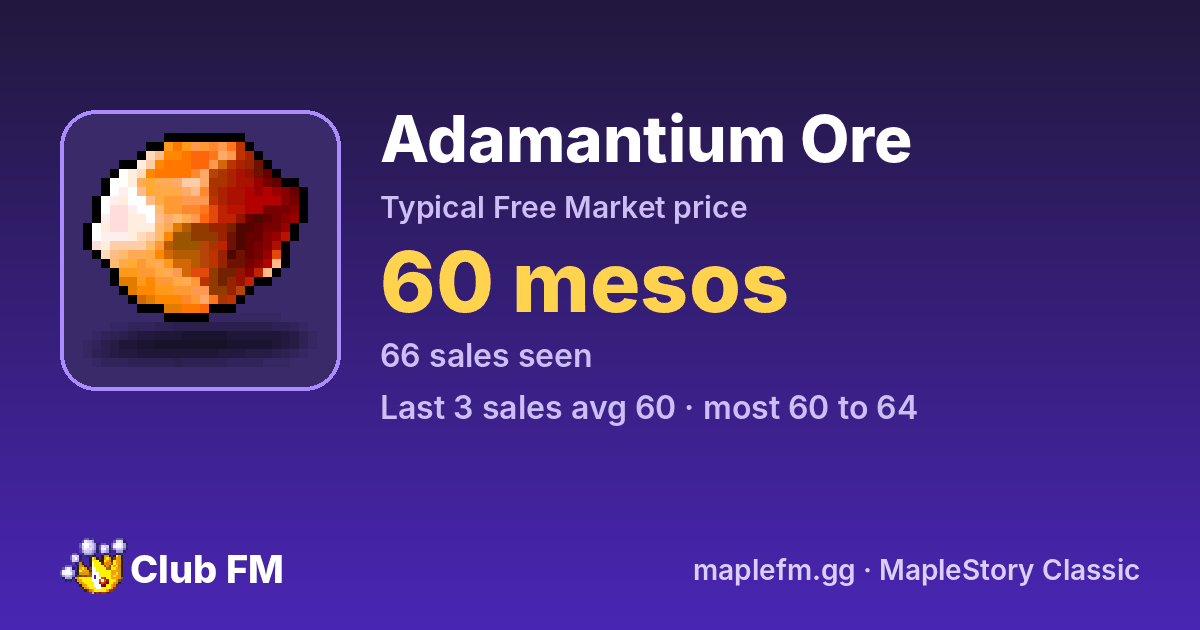 Adamantium Ore
Typical Free Market price
60 mesos
66 sales seen
Last 3 sales avg 60 · most 60 to 64
Club FM
maplefm.gg · MapleStory Classic